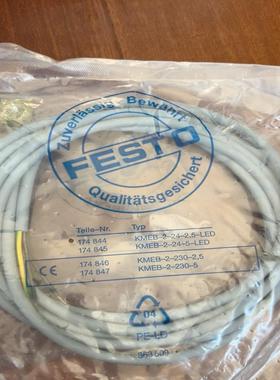 Zuverlässig Bewährt
FESTO
Qualitätsgesichert
Teile-Nr. Typ
174 844 KMEB-2-24-2,5-LED
174 845 KMEB-2-24-5-LED
174 846 KMEB-2-230-2,5
CE 174 847 KMEB-2-230-5
04
PE-LD
369509